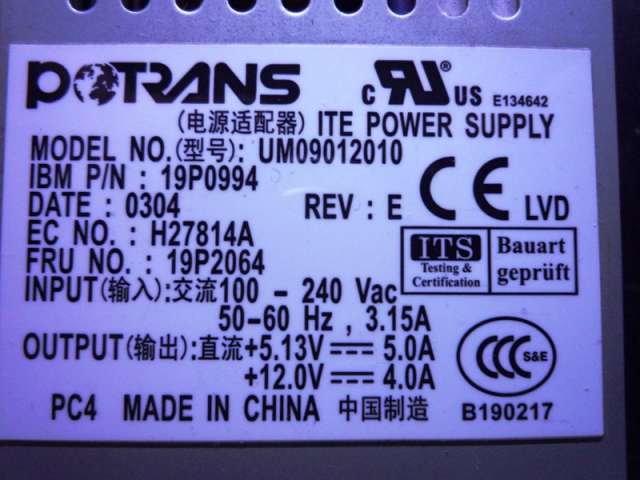 POTRANS
c RU US E134642
(电源适配器) ITE POWER SUPPLY
MODEL NO.(型号): UM09012010
IBM P/N : 19P0994
DATE : 0304 REV : E CE LVD
EC NO. : H27814A
FRU NO. : 19P2064
ITS Testing & Certification
Bauart geprüft
INPUT(输入):交流100 - 240 Vac
50-60 Hz , 3.15A
OUTPUT(输出):直流+5.13V⎓5.0A
+12.0V⎓4.0A
CCC S&E
PC4 MADE IN CHINA 中国制造 B190217